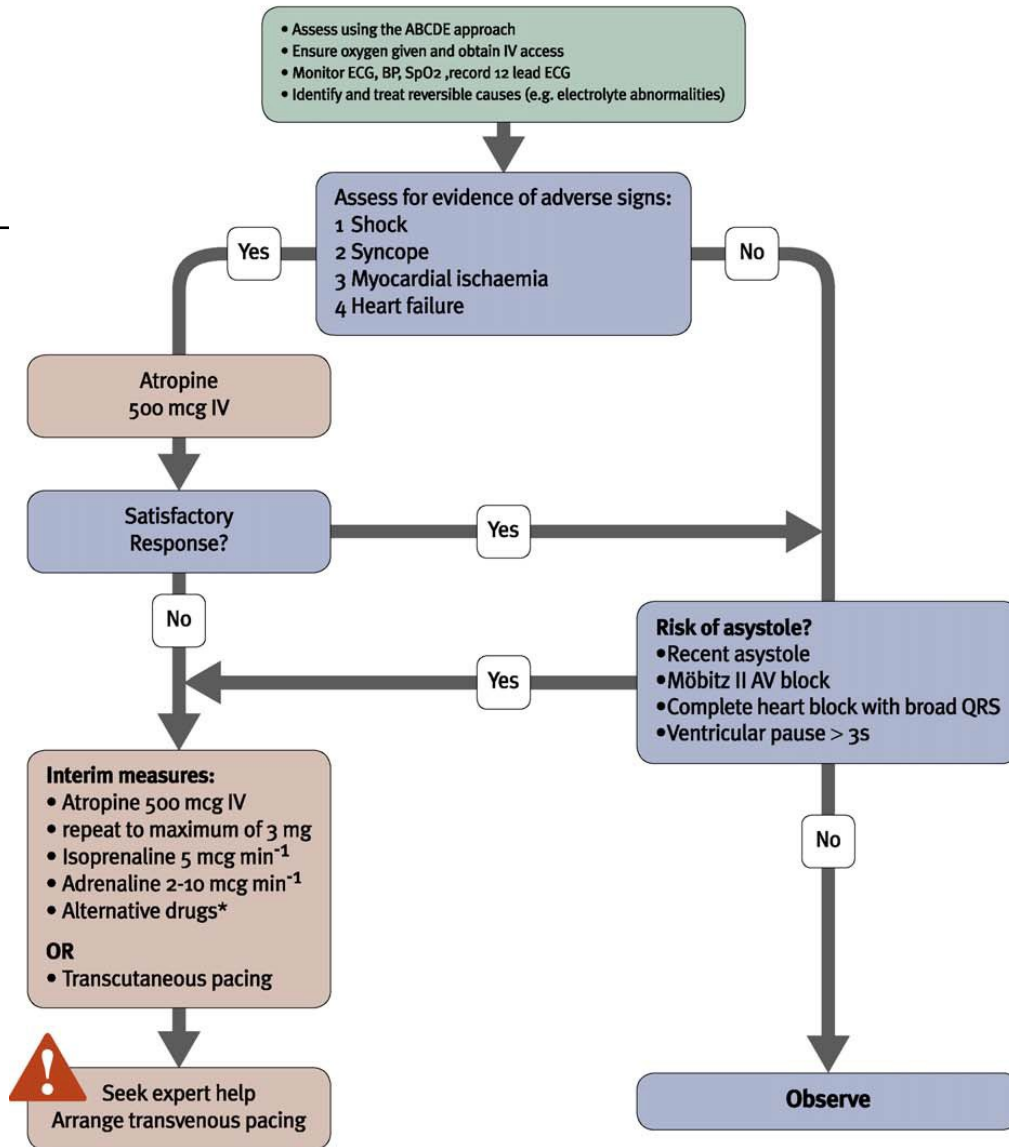 • Assess using the ABCDE approach
• Ensure oxygen given and obtain IV access
• Monitor ECG, BP, SpO2 ,record 12 lead ECG
• Identify and treat reversible causes (e.g. electrolyte abnormalities)
Assess for evidence of adverse signs:
1 Shock
2 Syncope
3 Myocardial ischaemia
4 Heart failure
Yes
No
Atropine
500 mcg IV
Satisfactory
Response?
Yes
No
Risk of asystole?
•Recent asystole
•Möbitz II AV block
•Complete heart block with broad QRS
•Ventricular pause > 3s
Yes
No
Interim measures:
• Atropine 500 mcg IV
• repeat to maximum of 3 mg
• Isoprenaline 5 mcg min⁻¹
• Adrenaline 2-10 mcg min⁻¹
• Alternative drugs*
OR
• Transcutaneous pacing
!
Seek expert help
Arrange transvenous pacing
Observe